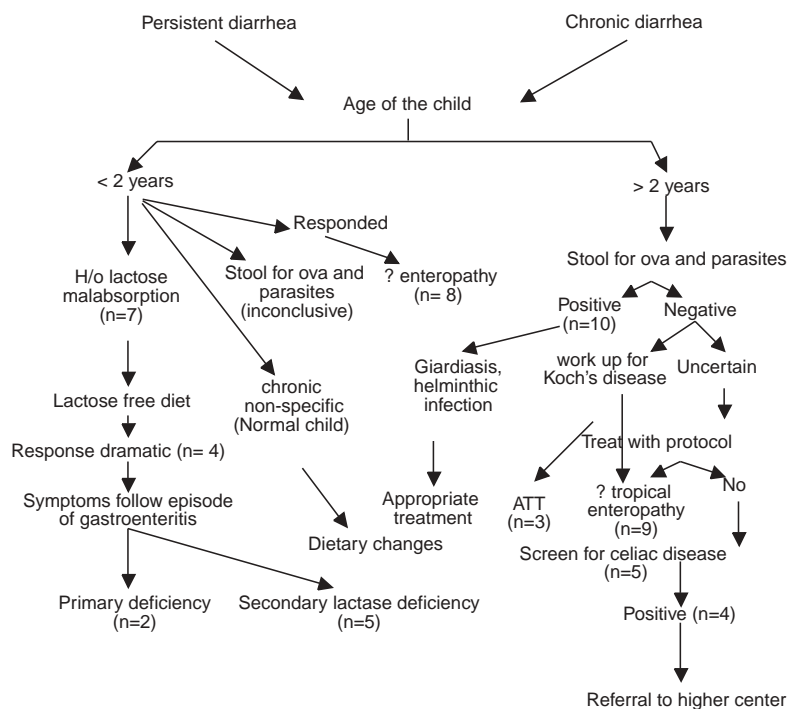 Persistent diarrhea
Chronic diarrhea
Age of the child
< 2 years
> 2 years
Responded
Stool for ova and parasites
H/o lactose
malabsorption
(n=7)
Stool for ova and
parasites
(inconclusive)
? enteropathy
(n= 8)
Positive
(n=10)
Negative
Giardiasis,
helminthic
infection
work up for
Koch's disease
Uncertain
chronic
non-specific
(Normal child)
Lactose free diet
Response dramatic (n= 4)
Treat with protocol
Symptoms follow episode
of gastroenteritis
Appropriate
treatment
ATT
(n=3)
? tropical
enteropathy
(n=9)
No
Dietary changes
Screen for celiac disease
(n=5)
Primary deficiency
(n=2)
Secondary lactase deficiency
(n=5)
Positive (n=4)
Referral to higher center